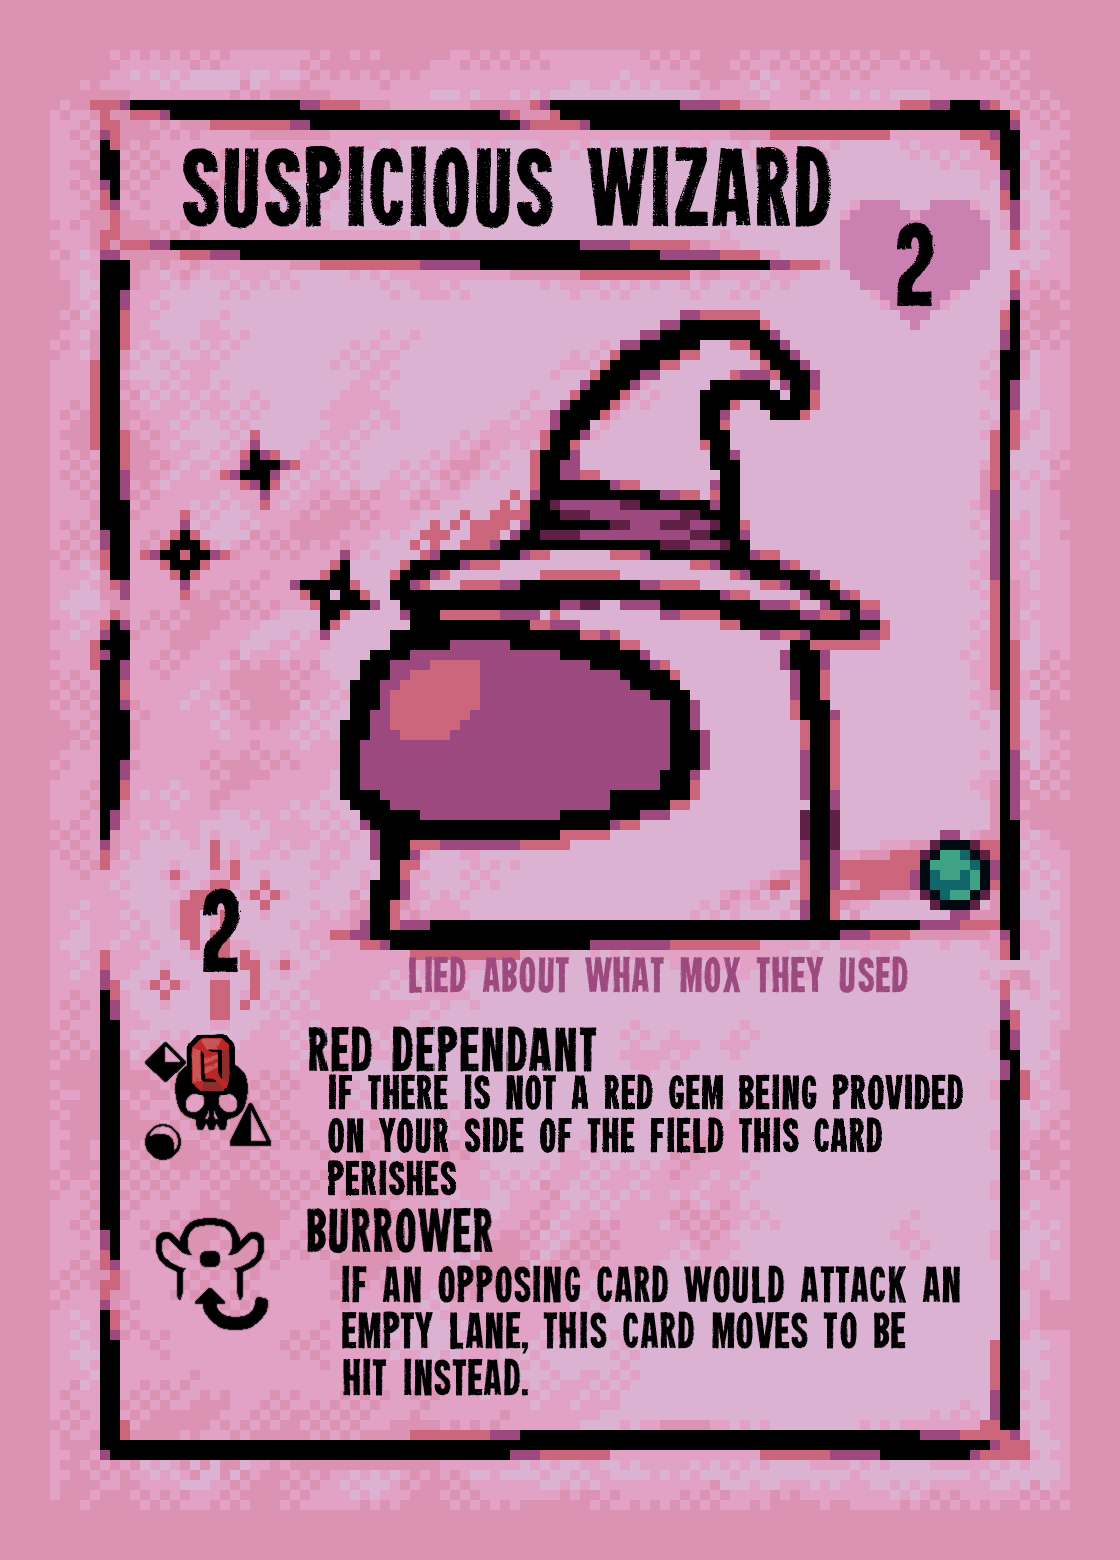 SUSPICIOUS WIZARD
2
2
LIED ABOUT WHAT MOX THEY USED
RED DEPENDANT
IF THERE IS NOT A RED GEM BEING PROVIDED
ON YOUR SIDE OF THE FIELD THIS CARD
PERISHES
BURROWER
IF AN OPPOSING CARD WOULD ATTACK AN
EMPTY LANE, THIS CARD MOVES TO BE
HIT INSTEAD.